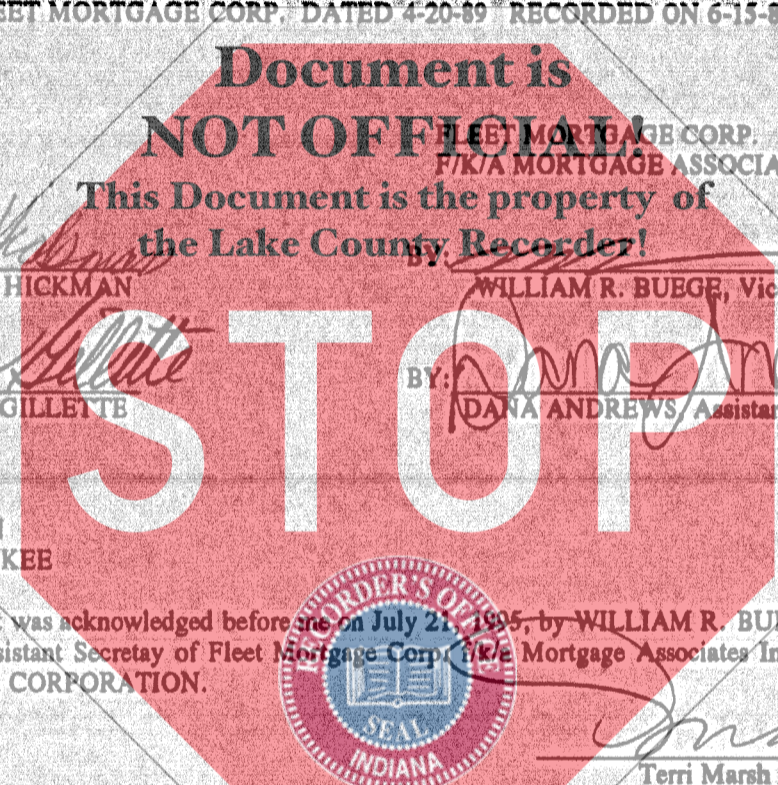 EET MORTGAGE CORP. DATED 4-20-89 RECORDED ON 6-15-8
Document is
NOT OFFICIAL!
FLEET MORTGAGE CORP.
F/K/A MORTGAGE ASSOCIA
This Document is the property of
the Lake County Recorder!
BY:
HICKMAN
WILLIAM R. BUEGE, Vic
STOP
Gillette
BY:
GILLETTE
DANA ANDREWS, Assistan
KEE
was acknowledged before me on July 21, 1995, by WILLIAM R. BU
sistant Secretay of Fleet Mortgage Corp. f/k/a Mortgage Associates In
CORPORATION.
RECORDER'S OFFICE
SEAL
INDIANA
Terri Marsh